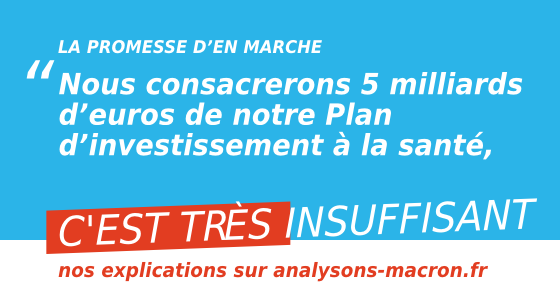 LA PROMESSE D’EN MARCHE
“Nous consacrerons 5 milliards
d’euros de notre Plan
d’investissement à la santé,
C'EST TRÈS INSUFFISANT
nos explications sur analysons-macron.fr